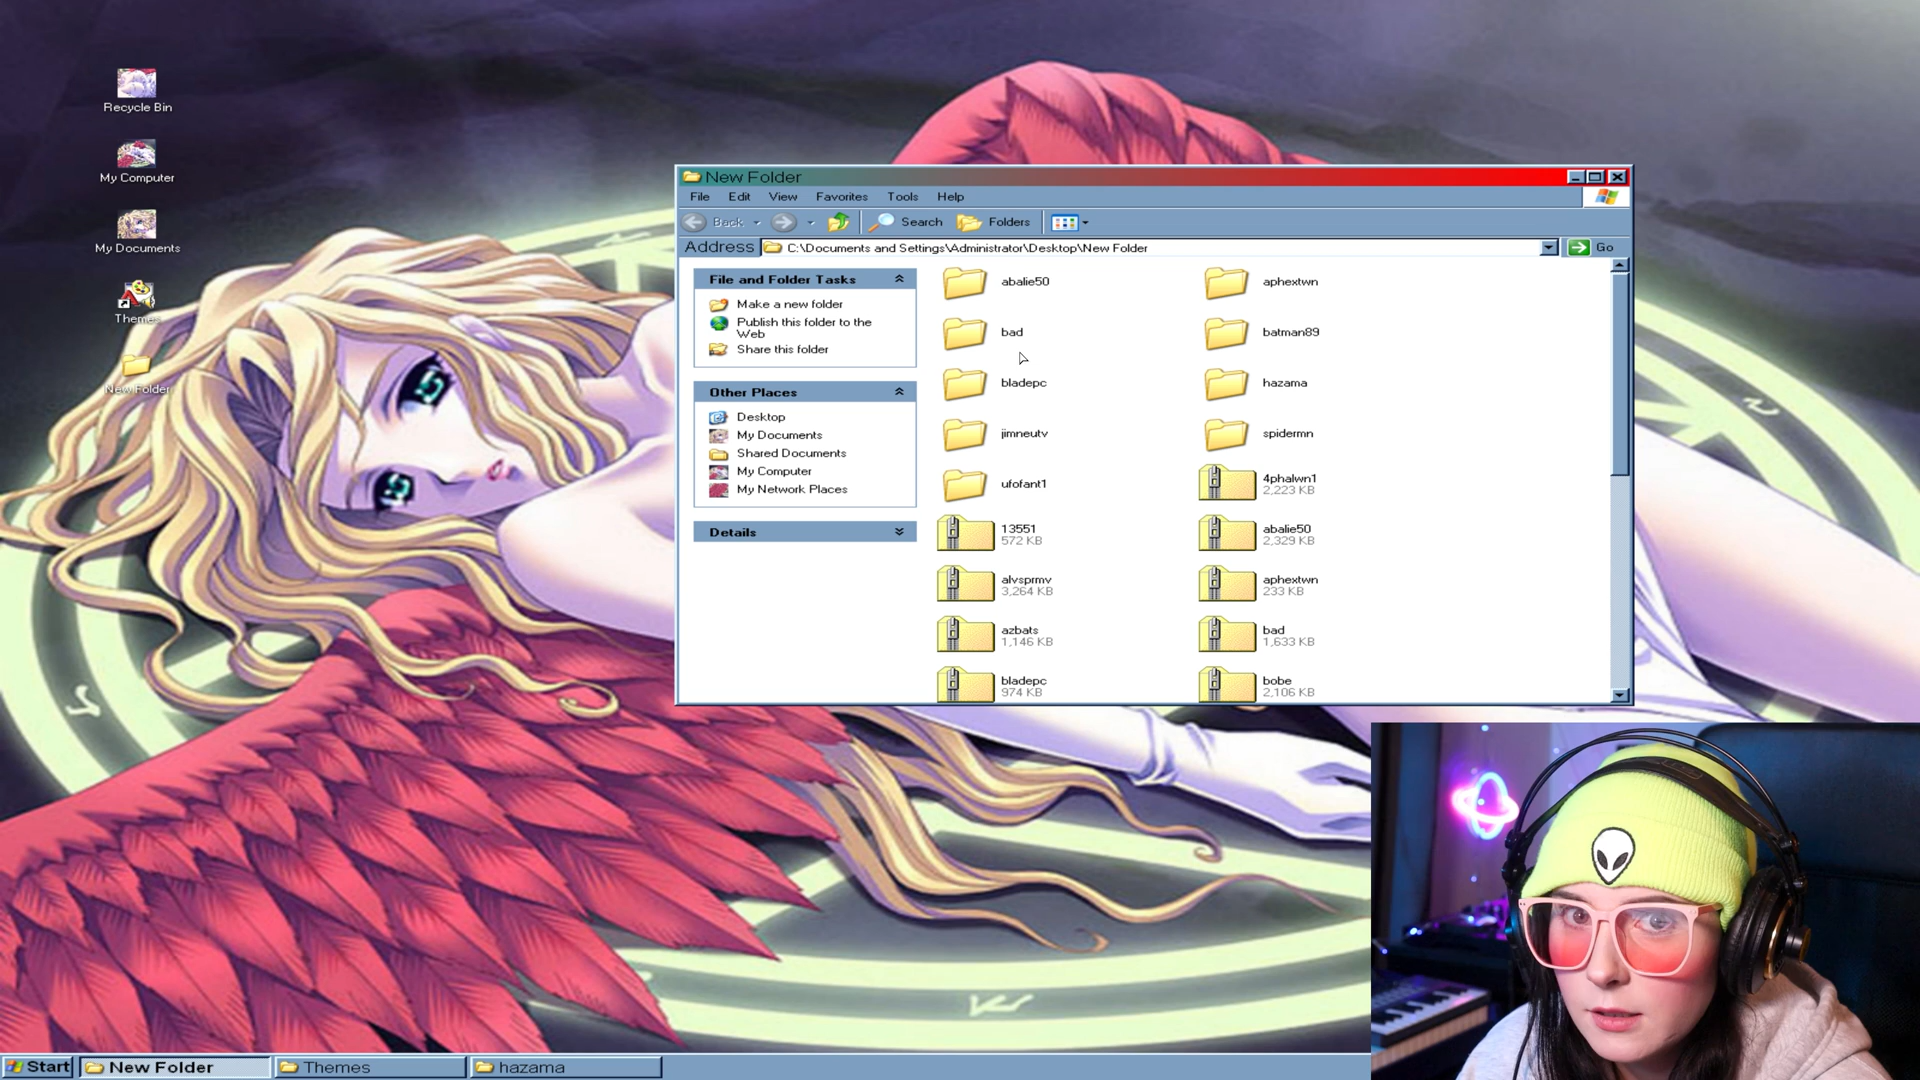 Recycle Bin
My Computer
My Documents
Themes
New Folder
New Folder
File Edit View Favorites Tools Help
Back Search Folders
Address C:\Documents and Settings\Administrator\Desktop\New Folder Go
File and Folder Tasks
Make a new folder
Publish this folder to the
Web
Share this folder
Other Places
Desktop
My Documents
Shared Documents
My Computer
My Network Places
Details
abalie50 aphextwn
bad batman89
bladepc hazama
jimneutv spidermn
ufofant1 4phalwn1
2,223 KB
13551 abalie50
572 KB 2,329 KB
alvsprmv aphextwn
3,264 KB 233 KB
azbats bad
1,146 KB 1,633 KB
bladepc bobe
974 KB 2,106 KB
Start New Folder Themes hazama